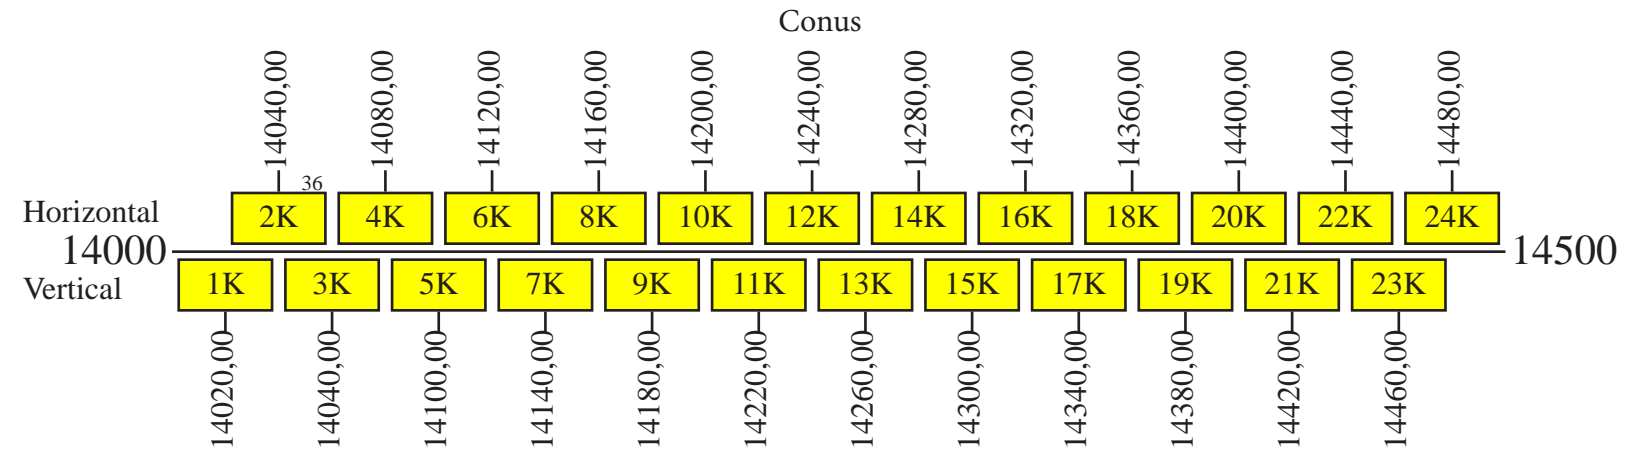 Conus
14040,00 14080,00 14120,00 14160,00 14200,00 14240,00 14280,00 14320,00 14360,00 14400,00 14440,00 14480,00
36
Horizontal 2K 4K 6K 8K 10K 12K 14K 16K 18K 20K 22K 24K
14000 14500
Vertical 1K 3K 5K 7K 9K 11K 13K 15K 17K 19K 21K 23K
14020,00 14040,00 14100,00 14140,00 14180,00 14220,00 14260,00 14300,00 14340,00 14380,00 14420,00 14460,00